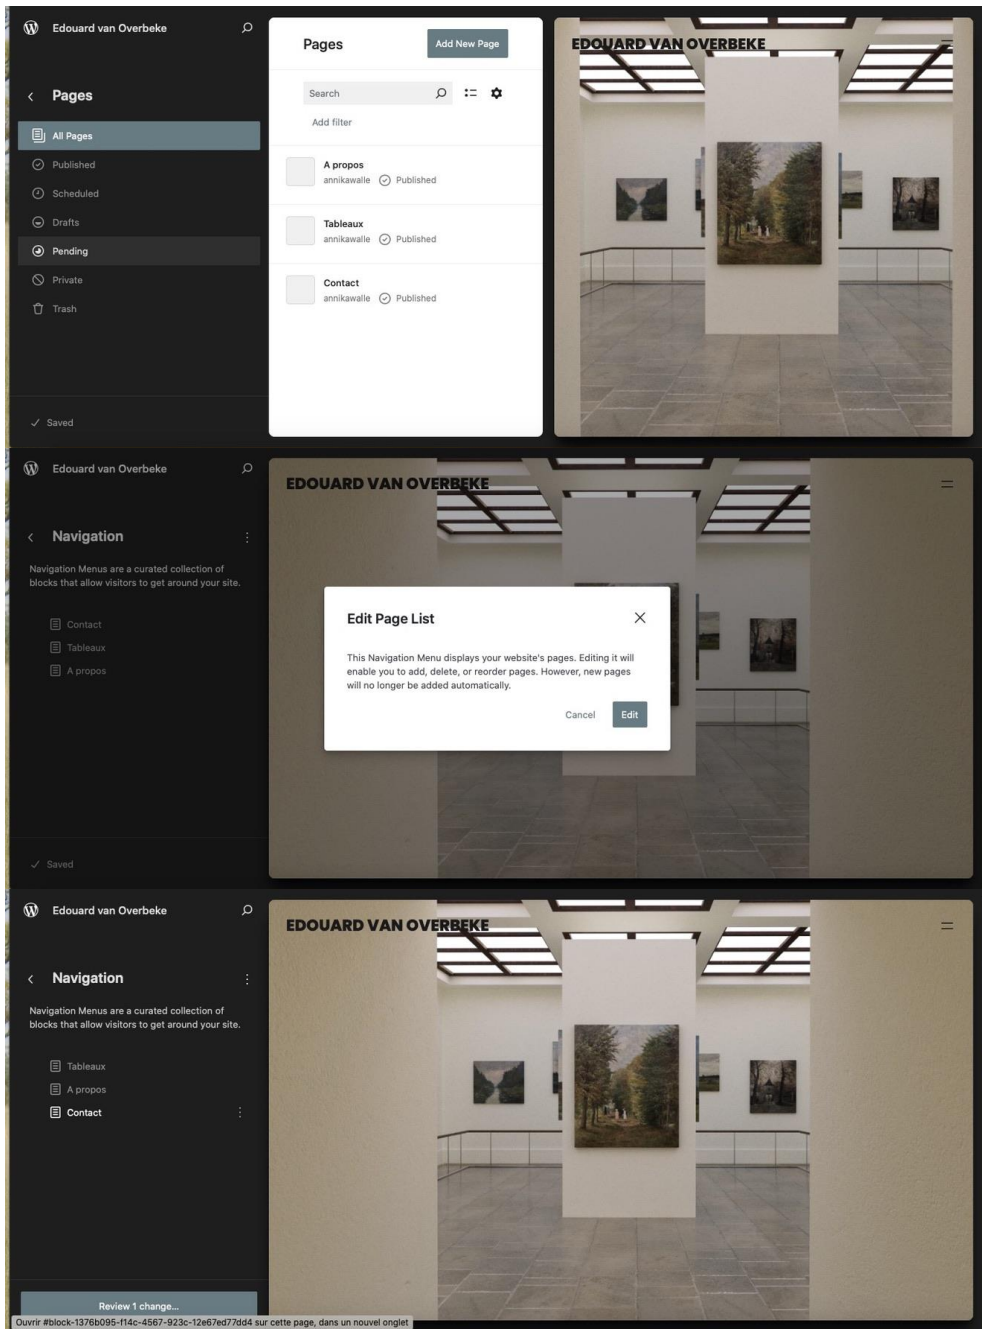 Edouard van Overbeke
Pages
All Pages
Published
Scheduled
Drafts
Pending
Private
Trash
Saved
Pages
Add New Page
Search
Add filter
A propos
annikawalle Published
Tableaux
annikawalle Published
Contact
annikawalle Published
EDOUARD VAN OVERBEKE
Edouard van Overbeke
Navigation
Navigation Menus are a curated collection of
blocks that allow visitors to get around your site.
Contact
Tableaux
A propos
Saved
EDOUARD VAN OVERBEKE
Edit Page List
This Navigation Menu displays your website's pages. Editing it will
enable you to add, delete, or reorder pages. However, new pages
will no longer be added automatically.
Cancel Edit
Edouard van Overbeke
Navigation
Navigation Menus are a curated collection of
blocks that allow visitors to get around your site.
Tableaux
A propos
Contact
Review 1 change...
Ouvrir #block-1376b095-f14c-4567-923c-12e67ed77dd4 sur cette page, dans un nouvel onglet
EDOUARD VAN OVERBEKE